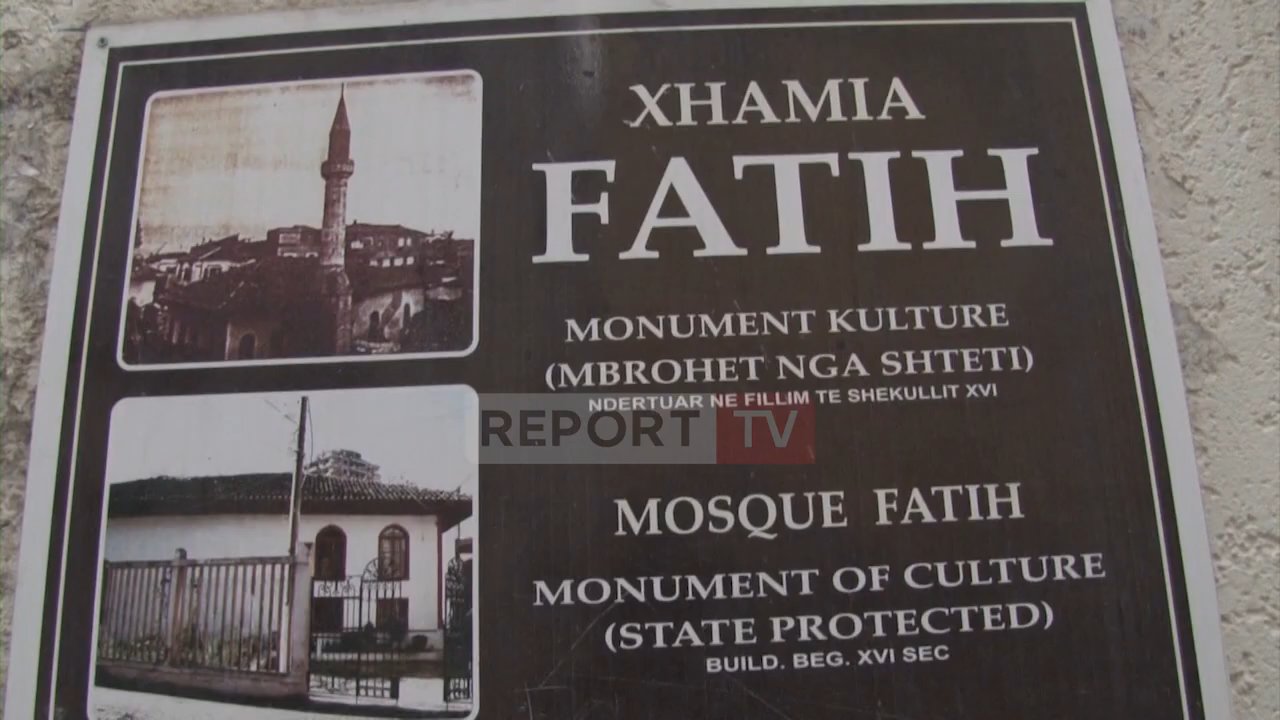 XHAMIA
FATIH
MONUMENT KULTURE
(MBROHET NGA SHTETI)
NDERTUAR NE FILLIM TE SHEKULLIT XVI
REPORT TV
MOSQUE FATIH
MONUMENT OF CULTURE
(STATE PROTECTED)
BUILD. BEG. XVI SEC